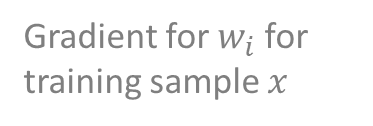 Gradient for 𝑤ᵢ for
training sample 𝑥